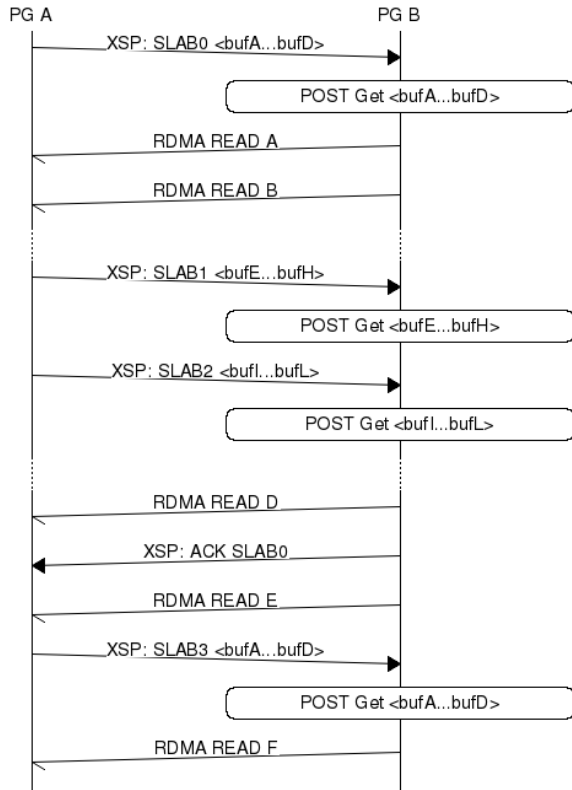 PG A
PG B
XSP: SLAB0 <bufA...bufD>
POST Get <bufA...bufD>
RDMA READ A
RDMA READ B
XSP: SLAB1 <bufE...bufH>
POST Get <bufE...bufH>
XSP: SLAB2 <bufI...bufL>
POST Get <bufI...bufL>
RDMA READ D
XSP: ACK SLAB0
RDMA READ E
XSP: SLAB3 <bufA...bufD>
POST Get <bufA...bufD>
RDMA READ F